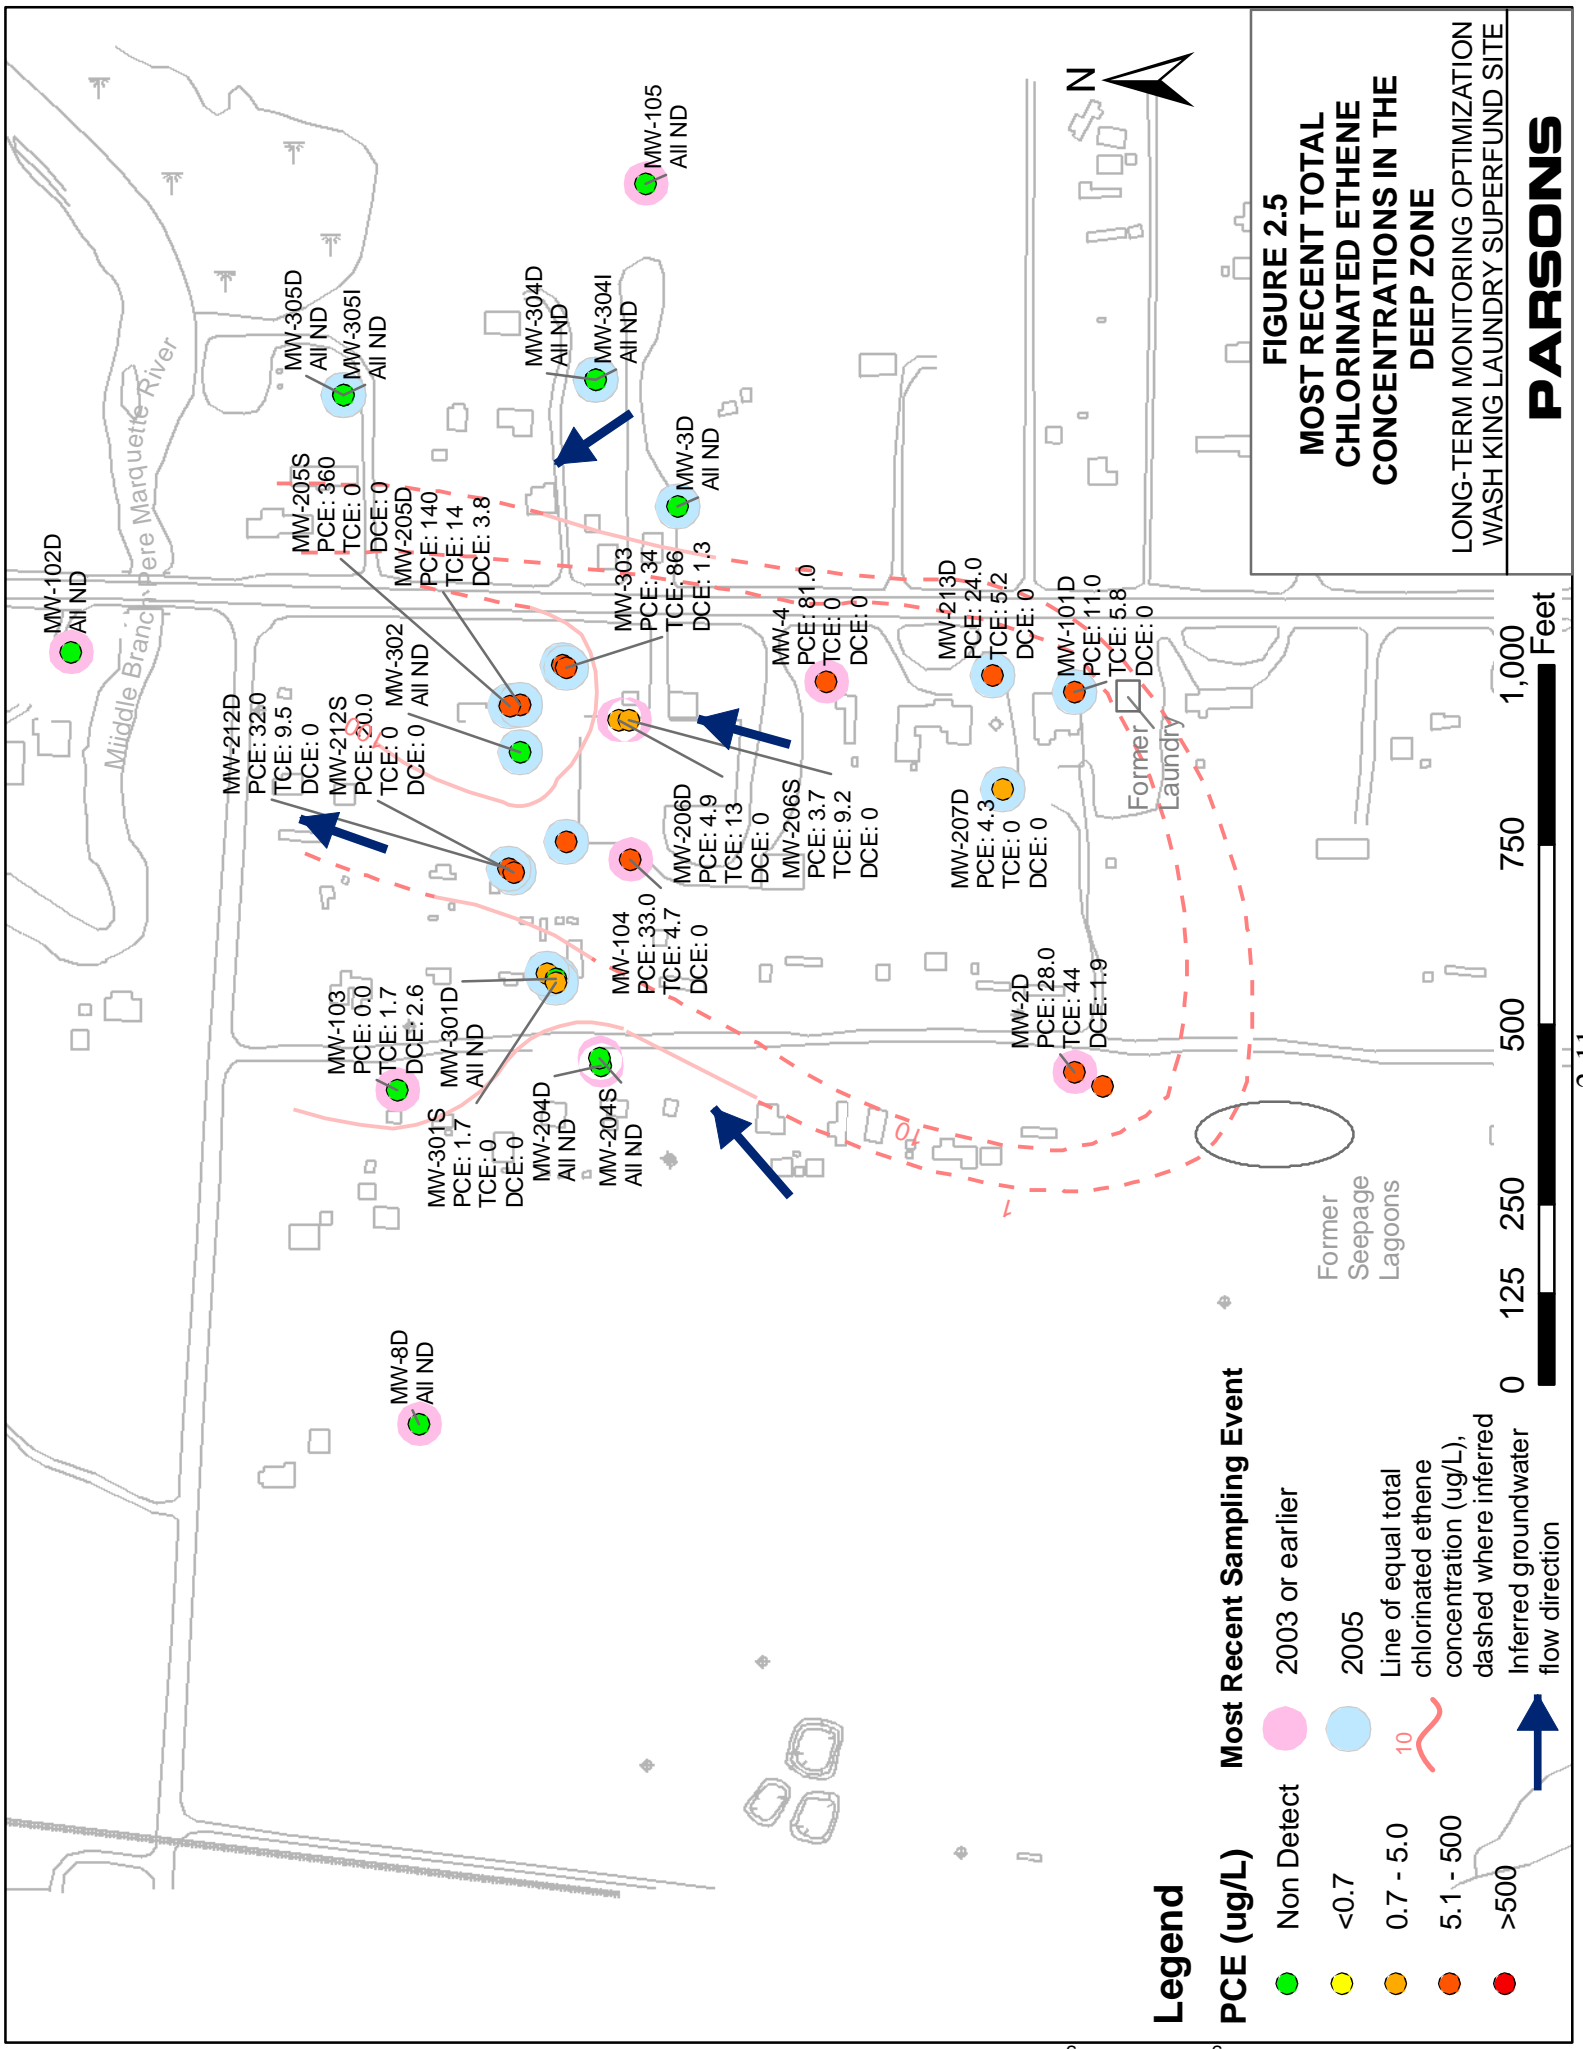 MW-102D
All ND
Miiddle Branch Pere Marquette River
MW-305D
All ND
MW-305I
All ND
MW-105
All ND
MW-304D
All ND
MW-304I
All ND
MW-3D
All ND
MW-205S
PCE: 360
TCE: 0
DCE: 0
MW-205D
PCE: 140
TCE: 14
DCE: 3.8
MW-303
PCE: 34
TCE: 86
DCE: 1.3
MW-302
All ND
MW-212D
PCE: 32.0
TCE: 9.5
DCE: 0
MW-212S
PCE: 20.0
TCE: 0
DCE: 0
100
MW-4
PCE: 81.0
TCE: 0
DCE: 0
MW-213D
PCE: 24.0
TCE: 5.2
DCE: 0
MW-101D
PCE: 11.0
TCE: 5.8
DCE: 0
MW-206D
PCE: 4.9
TCE: 13
DCE: 0
MW-206S
PCE: 3.7
TCE: 9.2
DCE: 0
MW-207D
PCE: 4.3
TCE: 0
DCE: 0
Former
Laundry
MW-104
PCE: 33.0
TCE: 4.7
DCE: 0
MW-103
PCE: 0.0
TCE: 1.7
DCE: 2.6
MW-301D
All ND
MW-301S
PCE: 1.7
TCE: 0
DCE: 0
MW-204D
All ND
MW-204S
All ND
MW-2D
PCE: 28.0
TCE: 44
DCE: 1.9
10
1
Former
Seepage
Lagoons
MW-8D
All ND
N
FIGURE 2.5
MOST RECENT TOTAL
CHLORINATED ETHENE
CONCENTRATIONS IN THE
DEEP ZONE
LONG-TERM MONITORING OPTIMIZATION
WASH KING LAUNDRY SUPERFUND SITE
PARSONS
0 125 250 500 750 1,000
Feet
Legend
PCE (ug/L)
Non Detect
<0.7
0.7 - 5.0
5.1 - 500
>500
Most Recent Sampling Event
2003 or earlier
2005
10
Line of equal total
chlorinated ethene
concentration (ug/L),
dashed where inferred
Inferred groundwater
flow direction